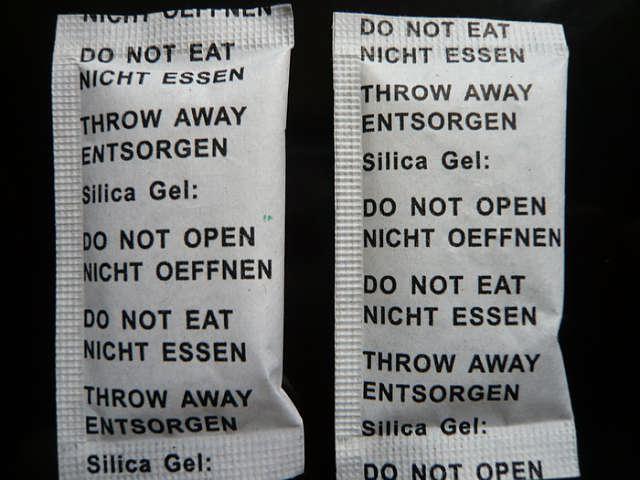 NICHT OEFFNEN
DO NOT EAT
NICHT ESSEN
THROW AWAY
ENTSORGEN
Silica Gel:
DO NOT OPEN
NICHT OEFFNEN
DO NOT EAT
NICHT ESSEN
THROW AWAY
ENTSORGEN
Silica Gel:
DO NOT EAT
NICHT ESSEN
THROW AWAY
ENTSORGEN
Silica Gel:
DO NOT OPEN
NICHT OEFFNEN
DO NOT EAT
NICHT ESSEN
THROW AWAY
ENTSORGEN
Silica Gel:
DO NOT OPEN